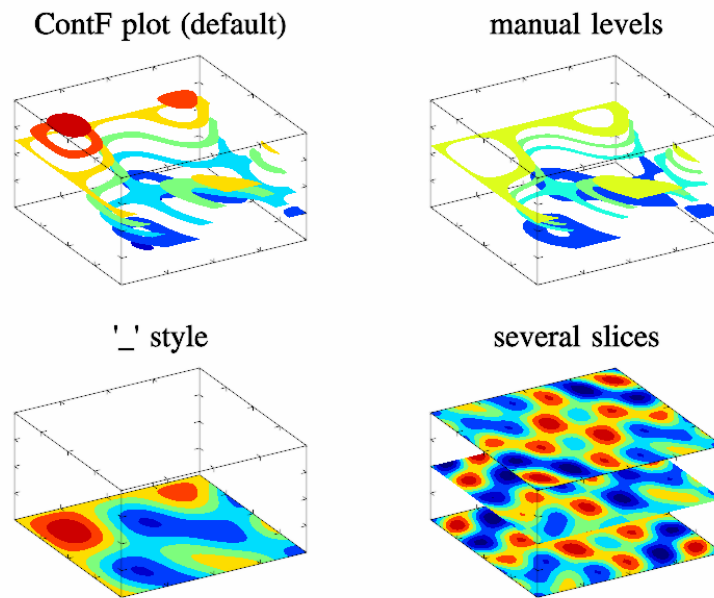 ContF plot (default)
manual levels
'_' style
several slices